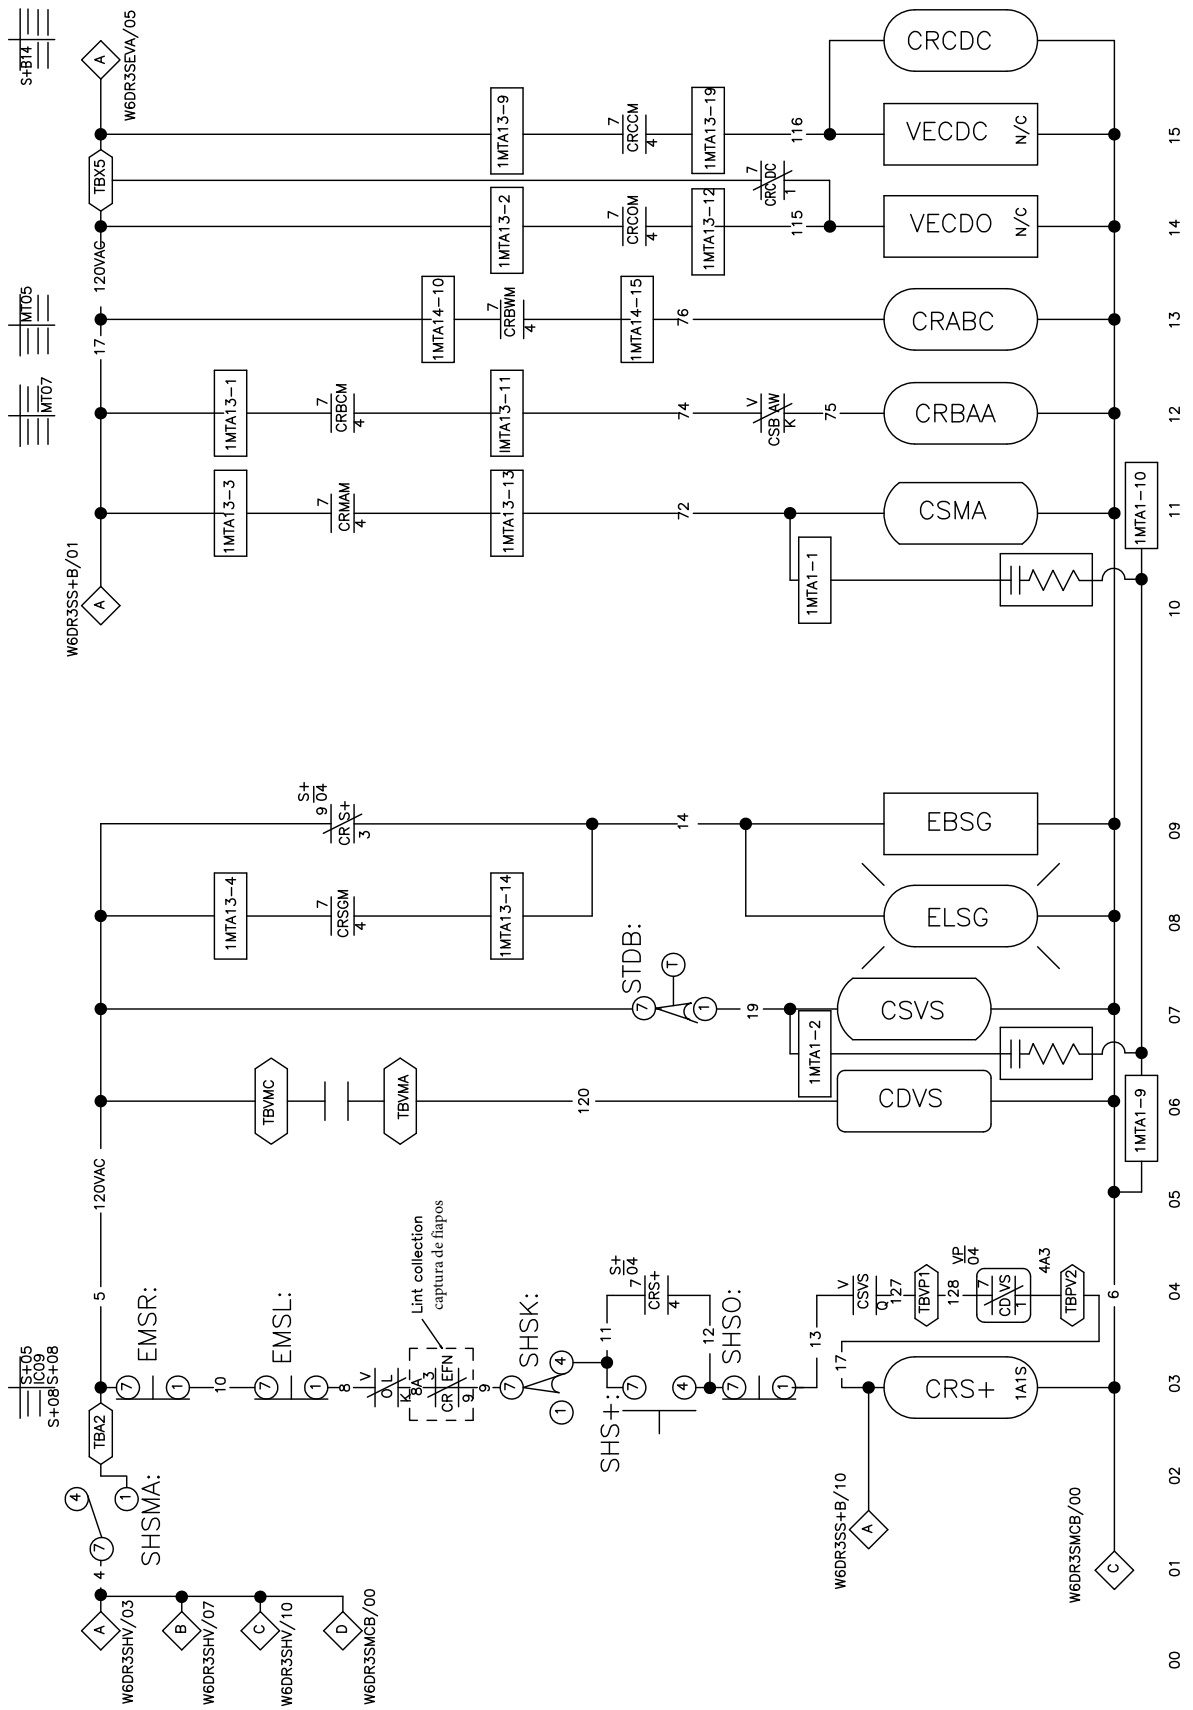 S+05
IC09
S+08 S+08
MT07
MT05
S+B14
W6DR3SHV/03
W6DR3SHV/07
W6DR3SHV/10
W6DR3SMCB/00
A
B
C
D
4
7
4
1
SHSMA:
TBA2
5
120VAC
W6DR3SS+B/01
A
17
120VAC
TBX5
A
W6DR3SEVA/05
7
1
EMSR:
10
7
1
EMSL:
8
V
OL
K
8A
3
CREFN
9
Lint collection
captura de fiapos
9
7
4
1
SHSK:
11
S+
04
7
CRS+
4
12
7
4
SHS+:
7
1
SHSO:
13
V
CSVS
Q
127
TBVP1
128
VP
04
7
CDVS
1
4A3
TBPV2
17
CRS+
1A1S
W6DR3SS+B/10
A
W6DR3SMCB/00
C
6
TBVMC
TBVMA
120
CDVS
STDB:
7
1
T
19
1MTA1-2
CSVS
1MTA1-9
1MTA13-4
7
CRSGM
4
1MTA13-14
ELSG
S+
04
9
CRS+
3
14
EBSG
1MTA13-3
7
CRMAM
4
1MTA13-13
72
1MTA1-1
CSMA
1MTA1-10
1MTA13-1
7
CRBCM
4
1MTA13-11
74
V
CSBAW
K
75
CRBAA
1MTA14-10
7
CRBWM
4
1MTA14-15
76
CRABC
1MTA13-2
7
CRCOM
4
1MTA13-12
115
VECDO
N/C
7
CRCDC
1
1MTA13-9
7
CRCCM
4
1MTA13-19
116
VECDC
N/C
CRCDC
00
01
02
03
04
05
06
07
08
09
10
11
12
13
14
15